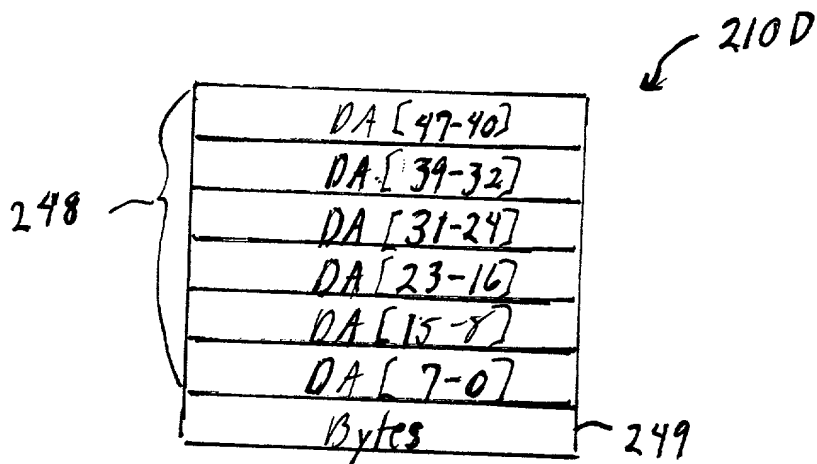 210D
DA [47-40]
DA [39-32]
248
DA [31-24]
DA [23-16]
DA [15-8]
DA [7-0]
Bytes
249